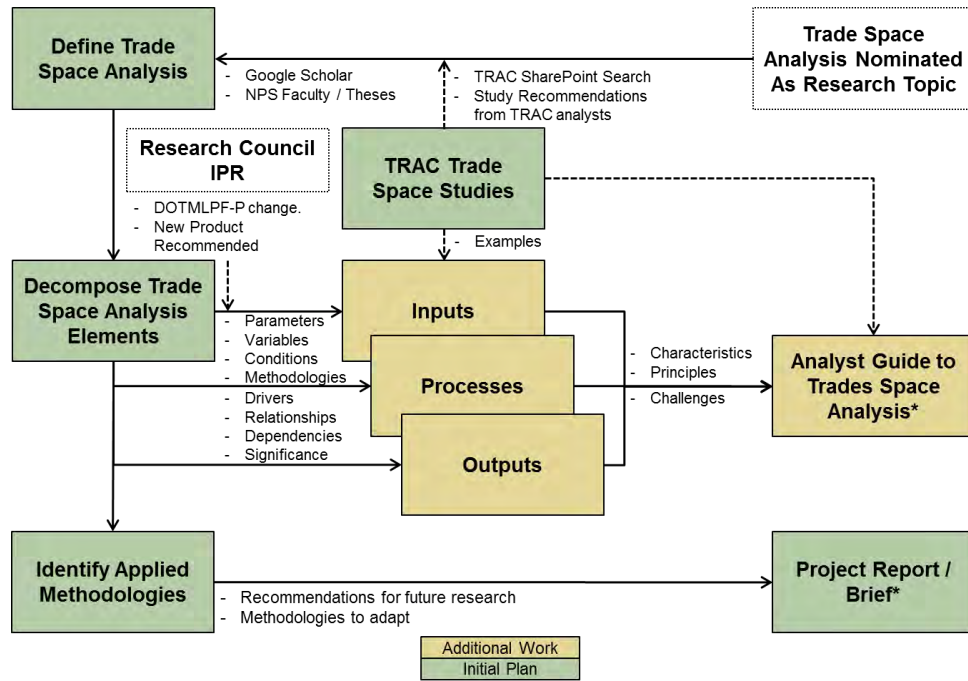 Define Trade
Space Analysis
Trade Space
Analysis Nominated
As Research Topic
- Google Scholar
- NPS Faculty / Theses
- TRAC SharePoint Search
- Study Recommendations
from TRAC analysts
Research Council
IPR
TRAC Trade
Space Studies
- DOTMLPF-P change.
- New Product
Recommended
- Examples
Decompose Trade
Space Analysis
Elements
Inputs
- Parameters
- Variables
- Conditions
- Methodologies
- Drivers
- Relationships
- Dependencies
- Significance
Processes
Outputs
- Characteristics
- Principles
- Challenges
Analyst Guide to
Trades Space
Analysis*
Identify Applied
Methodologies
- Recommendations for future research
- Methodologies to adapt
Project Report /
Brief*
Additional Work
Initial Plan